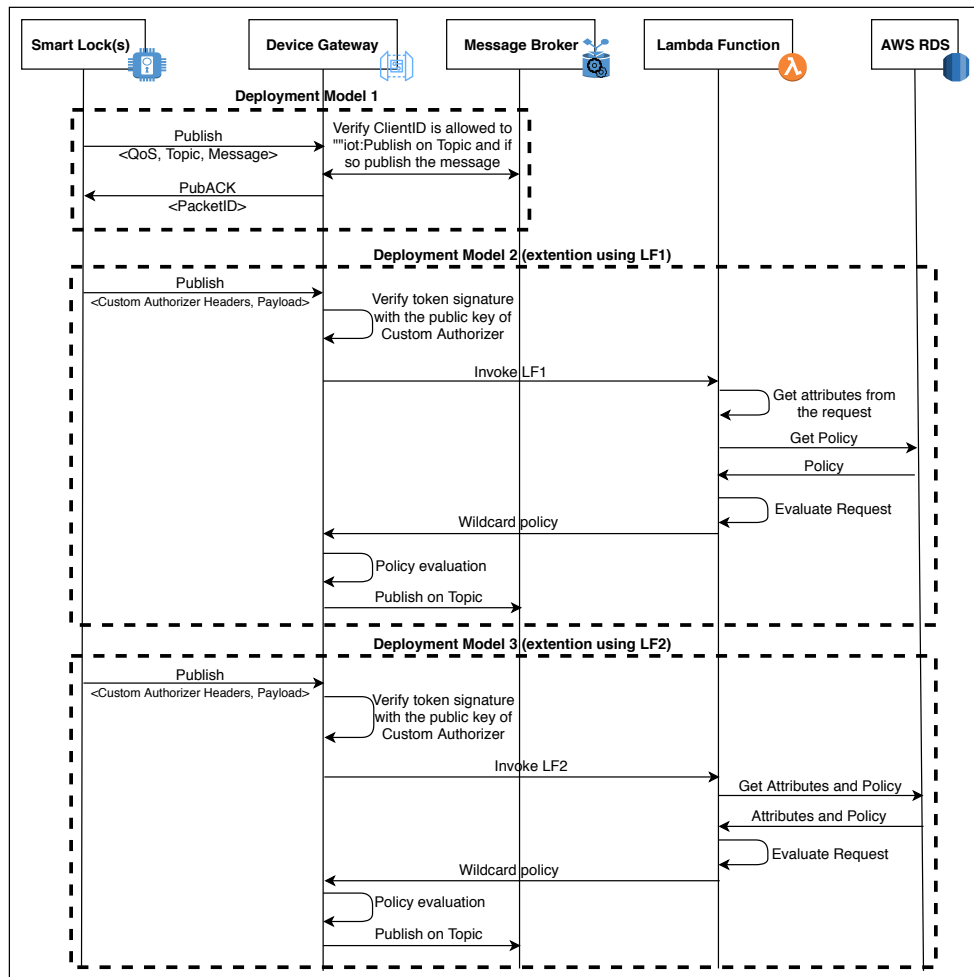 Smart Lock(s)
Device Gateway
Message Broker
Lambda Function
AWS RDS
λ
Deployment Model 1
Publish
<QoS, Topic, Message>
Verify ClientID is allowed to
""iot:Publish on Topic and if
so publish the message
PubACK
<PacketID>
Deployment Model 2 (extention using LF1)
Publish
<Custom Authorizer Headers, Payload>
Verify token signature
with the public key of
Custom Authorizer
Invoke LF1
Get attributes from
the request
Get Policy
Policy
Evaluate Request
Wildcard policy
Policy evaluation
Publish on Topic
Deployment Model 3 (extention using LF2)
Publish
<Custom Authorizer Headers, Payload>
Verify token signature
with the public key of
Custom Authorizer
Invoke LF2
Get Attributes and Policy
Attributes and Policy
Evaluate Request
Wildcard policy
Policy evaluation
Publish on Topic